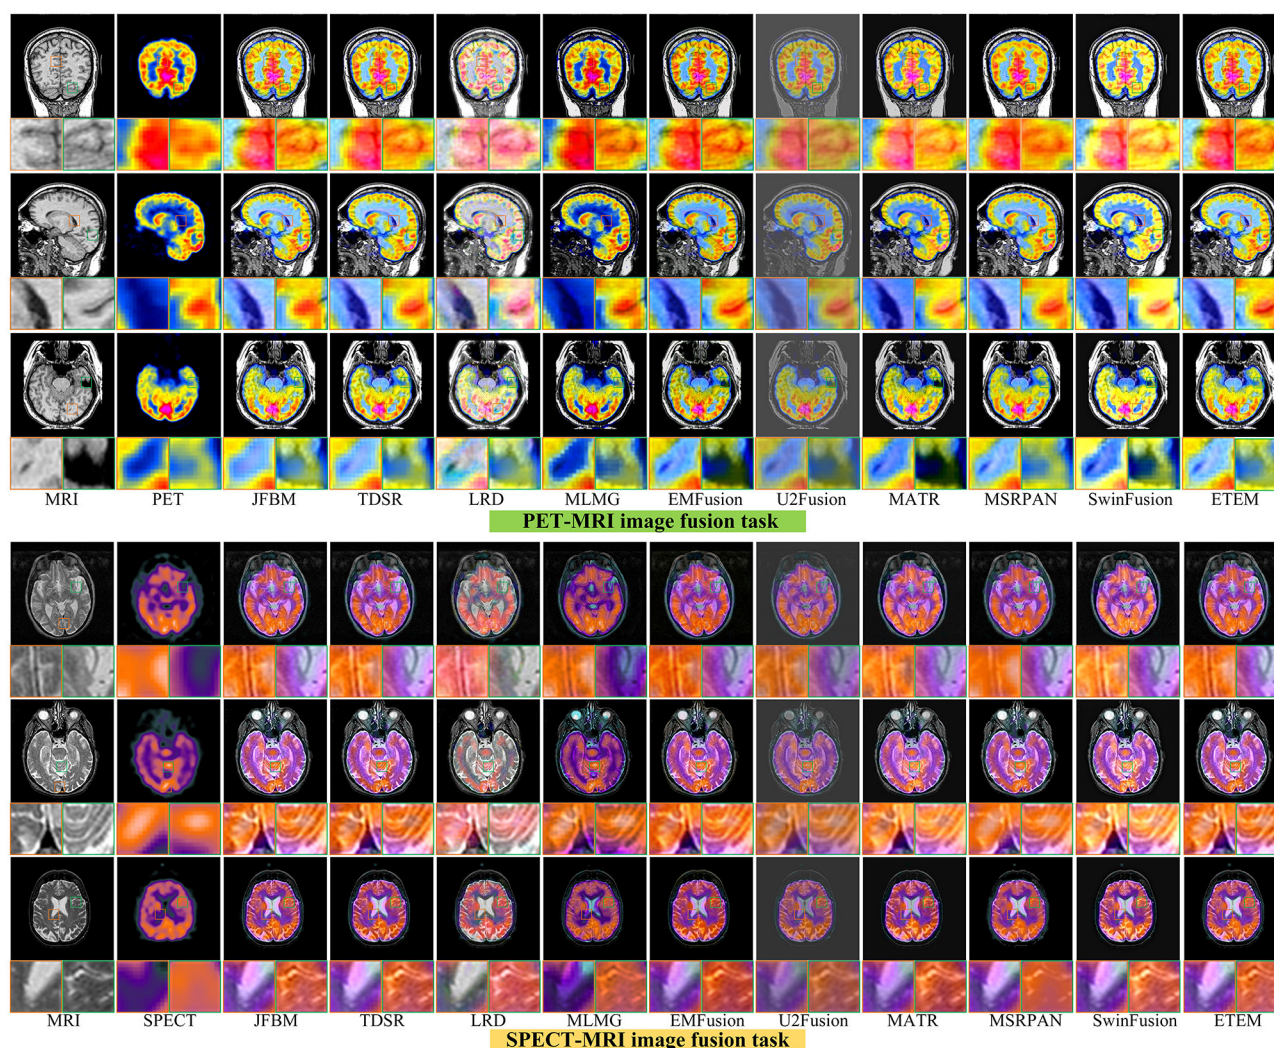 MRI PET JFBM TDSR LRD MLMG EMFusion U2Fusion MATR MSRPAN SwinFusion ETEM
PET-MRI image fusion task
MRI SPECT JFBM TDSR LRD MLMG EMFusion U2Fusion MATR MSRPAN SwinFusion ETEM
SPECT-MRI image fusion task